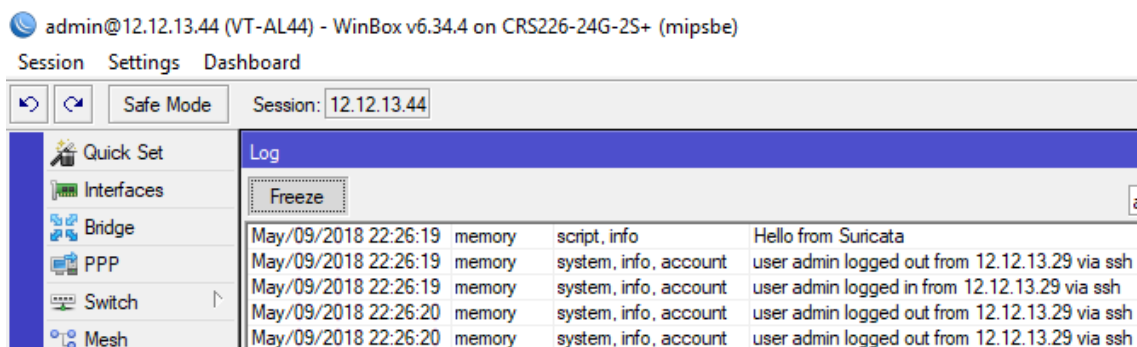 admin@12.12.13.44 (VT-AL44) - WinBox v6.34.4 on CRS226-24G-2S+ (mipsbe)
Session Settings Dashboard
Safe Mode Session: 12.12.13.44
Quick Set
Interfaces
Bridge
PPP
Switch
Mesh
Log
Freeze
May/09/2018 22:26:19 memory script, info Hello from Suricata
May/09/2018 22:26:19 memory system, info, account user admin logged out from 12.12.13.29 via ssh
May/09/2018 22:26:19 memory system, info, account user admin logged in from 12.12.13.29 via ssh
May/09/2018 22:26:20 memory system, info, account user admin logged out from 12.12.13.29 via ssh
May/09/2018 22:26:20 memory system, info, account user admin logged out from 12.12.13.29 via ssh